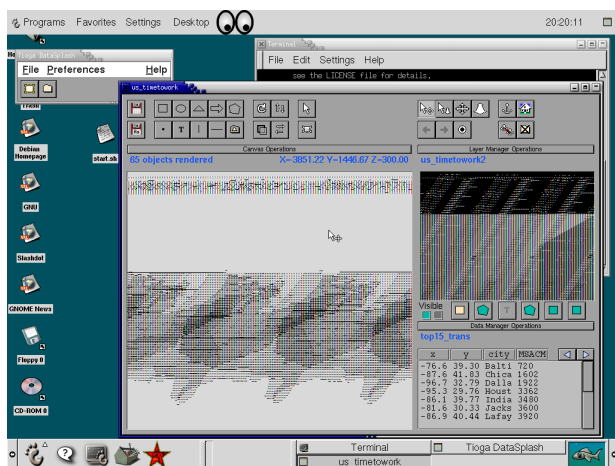 Programs Favorites Settings Desktop
20:20:11
Terminal
File Edit Settings Help
see the LICENSE file for details.
Tioga DataSplash
File Preferences Help
us_timetowork
Canvas Operations
Layer Manager Operations
65 objects rendered
X=-3851.22 Y=1446.67 Z=300.00
us_timetowork2
Trash
Debian
Homepage
start.sh
GNU
Slashdot
GNOME News
Floppy 0
CD-ROM 0
T
Visible
T
Data Manager Operations
top15_trans
x y city MSACM
-76.6 39.30 Balti 720
-87.6 41.83 Chica 1602
-96.7 32.79 Dalla 1922
-95.3 29.76 Houst 3362
-86.1 39.77 India 3480
-81.6 30.33 Jacks 3600
-86.9 40.44 Lafay 3920
Terminal
Tioga DataSplash
us_timetowork